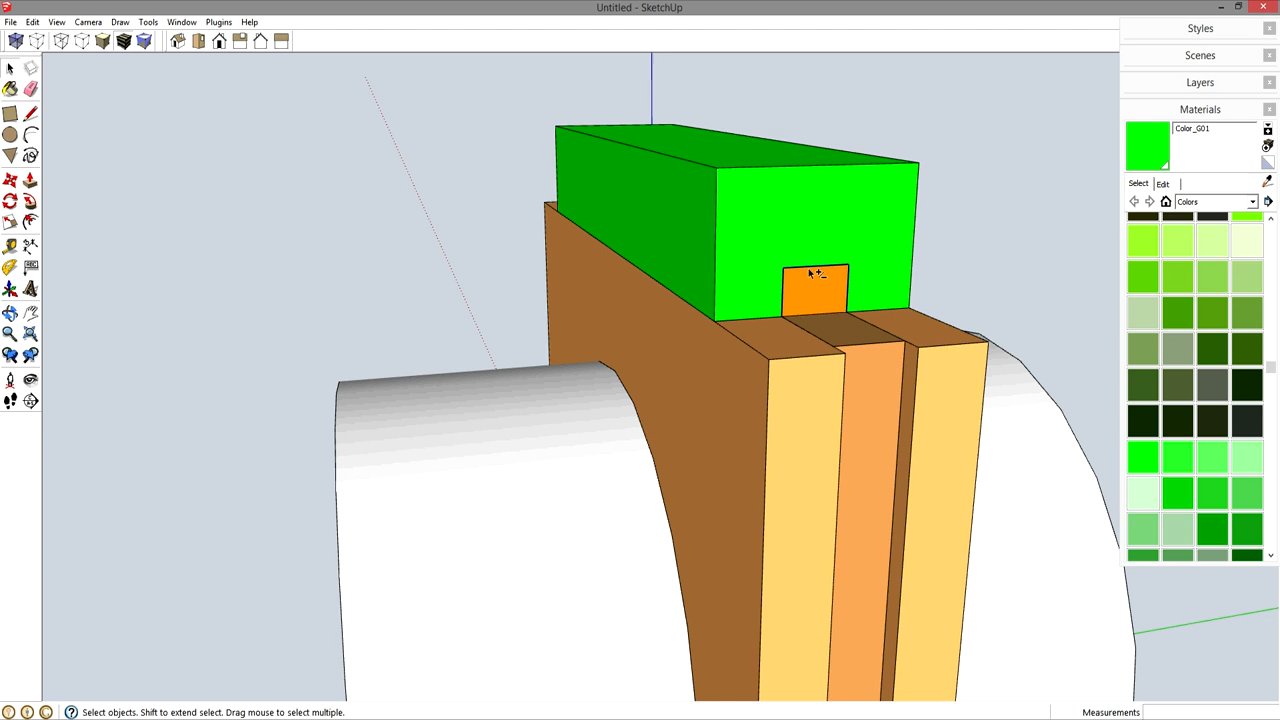 Untitled - SketchUp
File Edit View Camera Draw Tools Window Plugins Help
Styles
Scenes
Layers
Materials
Color_G01
Select Edit
Colors
Select objects. Shift to extend select. Drag mouse to select multiple.
Measurements